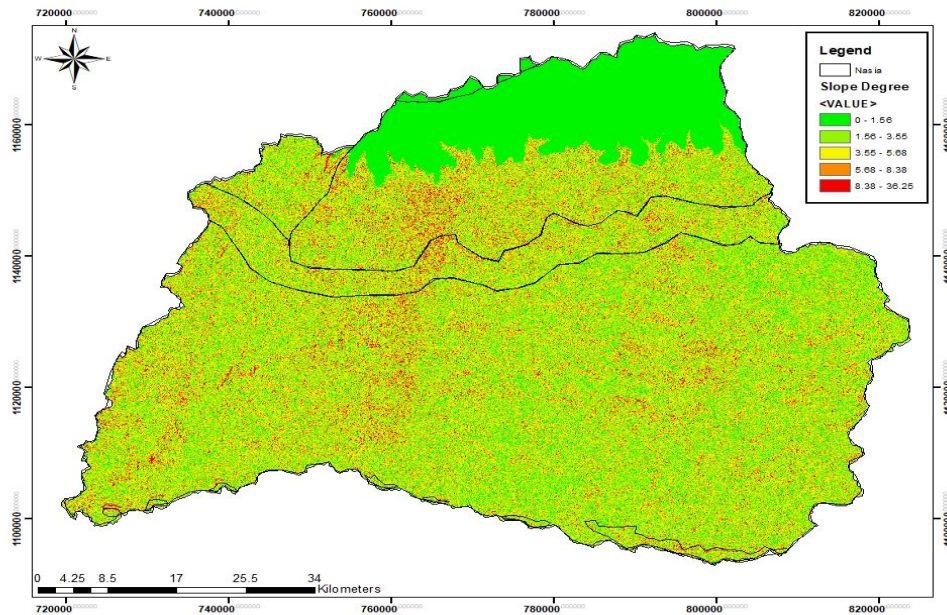 720000 740000 760000 780000 800000 820000
N
W E
S
Legend
Nasia
Slope Degree
<VALUE>
0 - 1.56
1.56 - 3.55
3.55 - 5.68
5.68 - 8.38
8.38 - 36.25
1160000
1140000
1120000
1100000
0 4.25 8.5 17 25.5 34
Kilometers
720000 740000 760000 780000 800000 820000